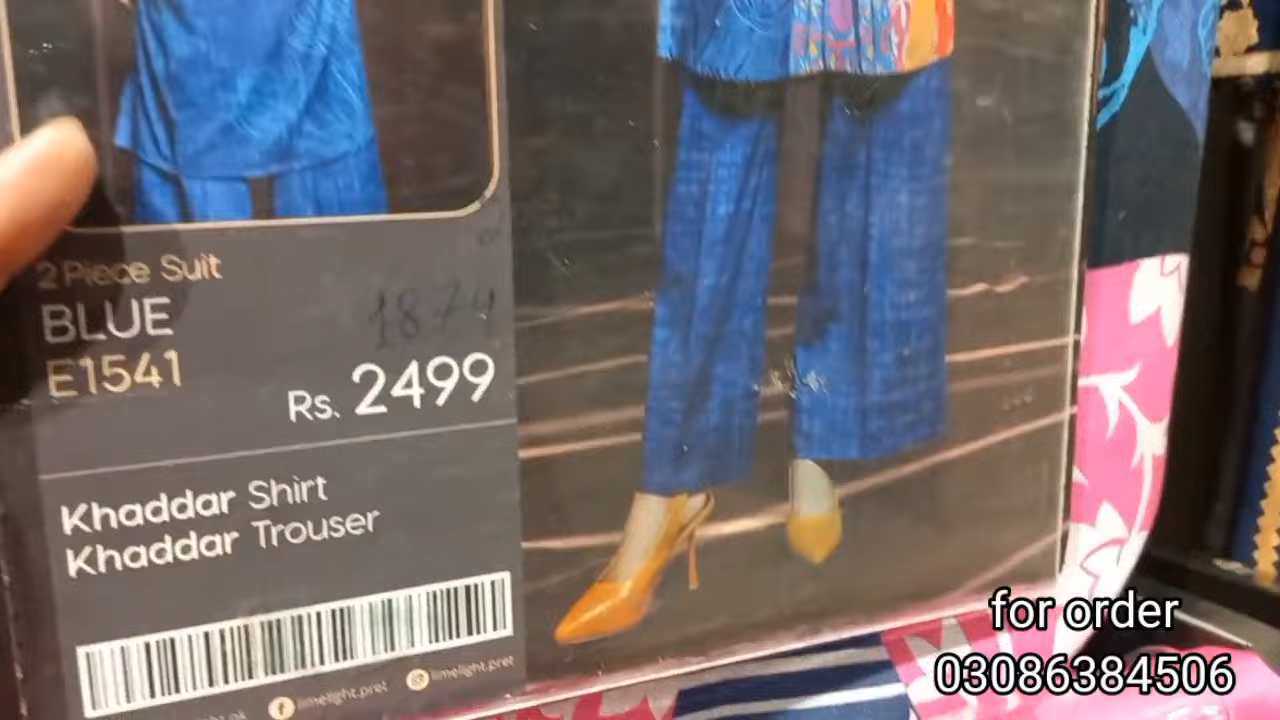 2 Piece Suit
BLUE
E1541
1874
Rs. 2499
Khaddar Shirt
Khaddar Trouser
limelight.pret
limelight.pret
for order
03086384506